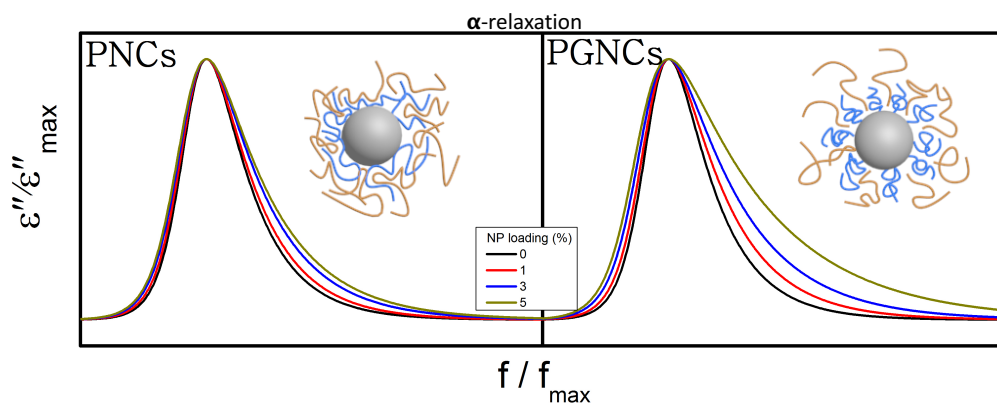 α-relaxation
PNCs
PGNCs
ε″/ε″max
NP loading (%)
0
1
3
5
f / fmax